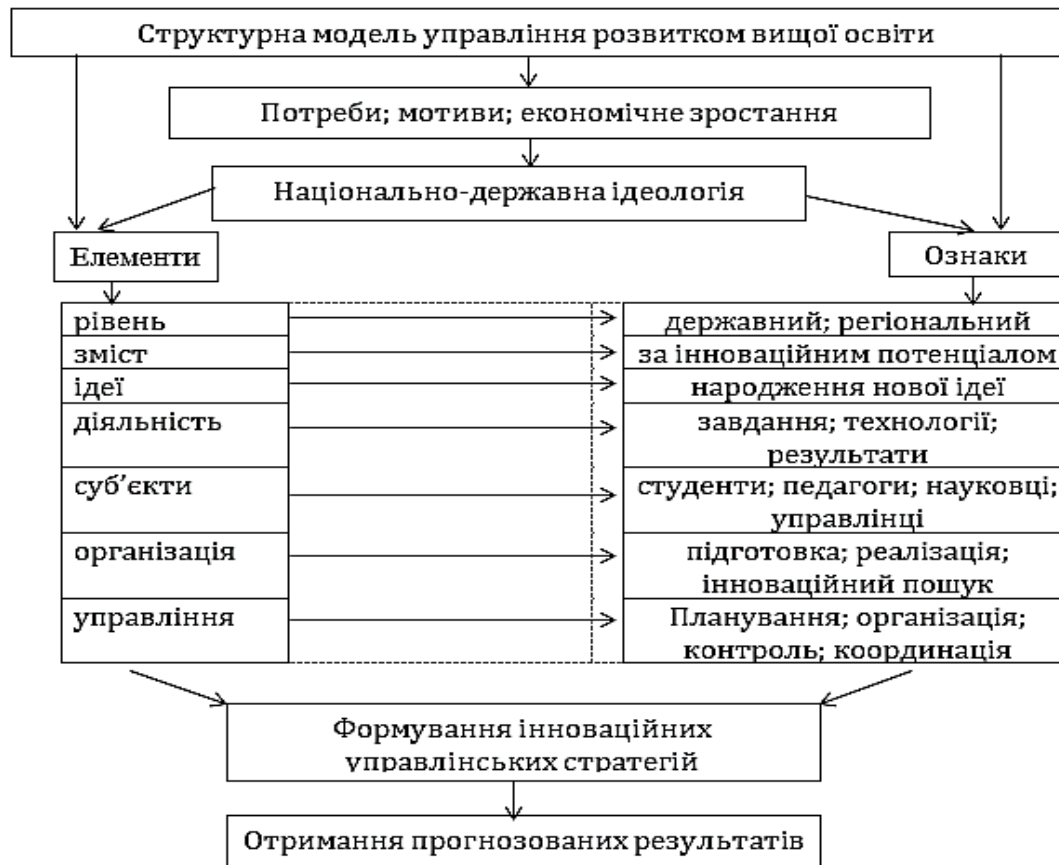 Структурна модель управління розвитком вищої освіти
Потреби; мотиви; економічне зростання
Національно-державна ідеологія
Елементи
Ознаки
рівень
державний; регіональний
зміст
за інноваційним потенціалом
ідеї
народження нової ідеї
діяльність
завдання; технології;
результати
суб’єкти
студенти; педагоги; науковці;
управлінці
організація
підготовка; реалізація;
інноваційний пошук
управління
Планування; організація;
контроль; координація
Формування інноваційних
управлінських стратегій
Отримання прогнозованих результатів